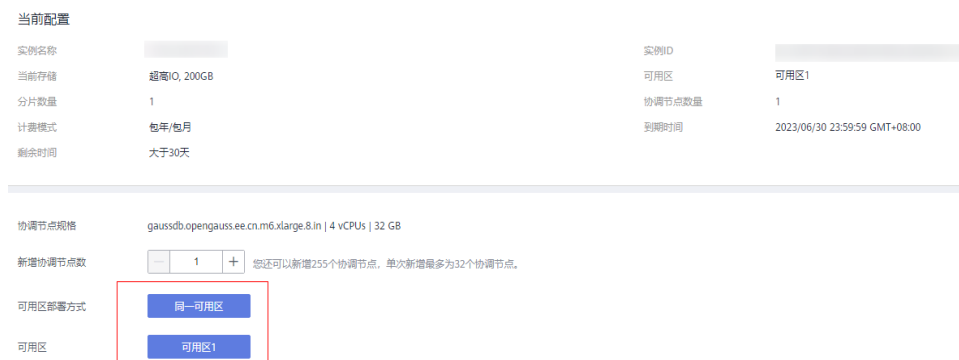 当前配置
实例名称 实例ID
当前存储 超高IO, 200GB 可用区 可用区1
分片数量 1 协调节点数量 1
计费模式 包年/包月 到期时间 2023/06/30 23:59:59 GMT+08:00
剩余时间 大于30天
协调节点规格 gaussdb.opengauss.ee.cn.m6.xlarge.8.in | 4 vCPUs | 32 GB
新增协调节点数 — 1 + 您还可以新增255个协调节点，单次新增最多为32个协调节点。
可用区部署方式 同一可用区
可用区 可用区1